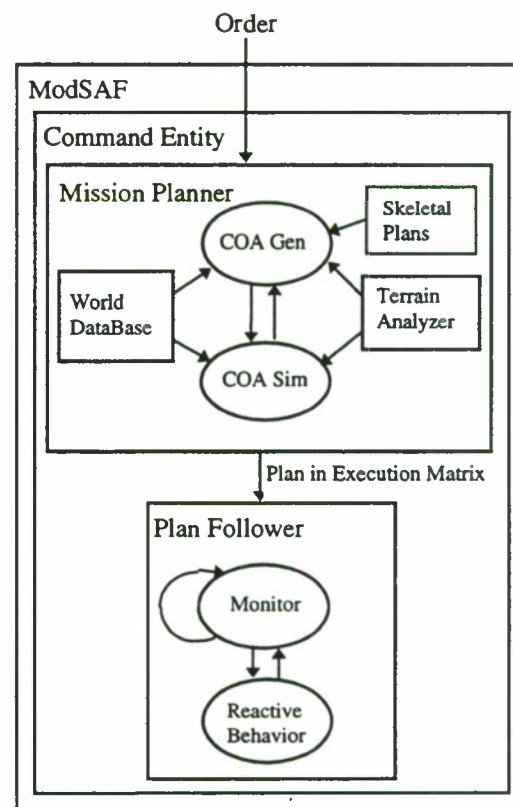 Order
ModSAF
Command Entity
Mission Planner
COA Gen
Skeletal
Plans
World
DataBase
Terrain
Analyzer
COA Sim
Plan in Execution Matrix
Plan Follower
Monitor
Reactive
Behavior